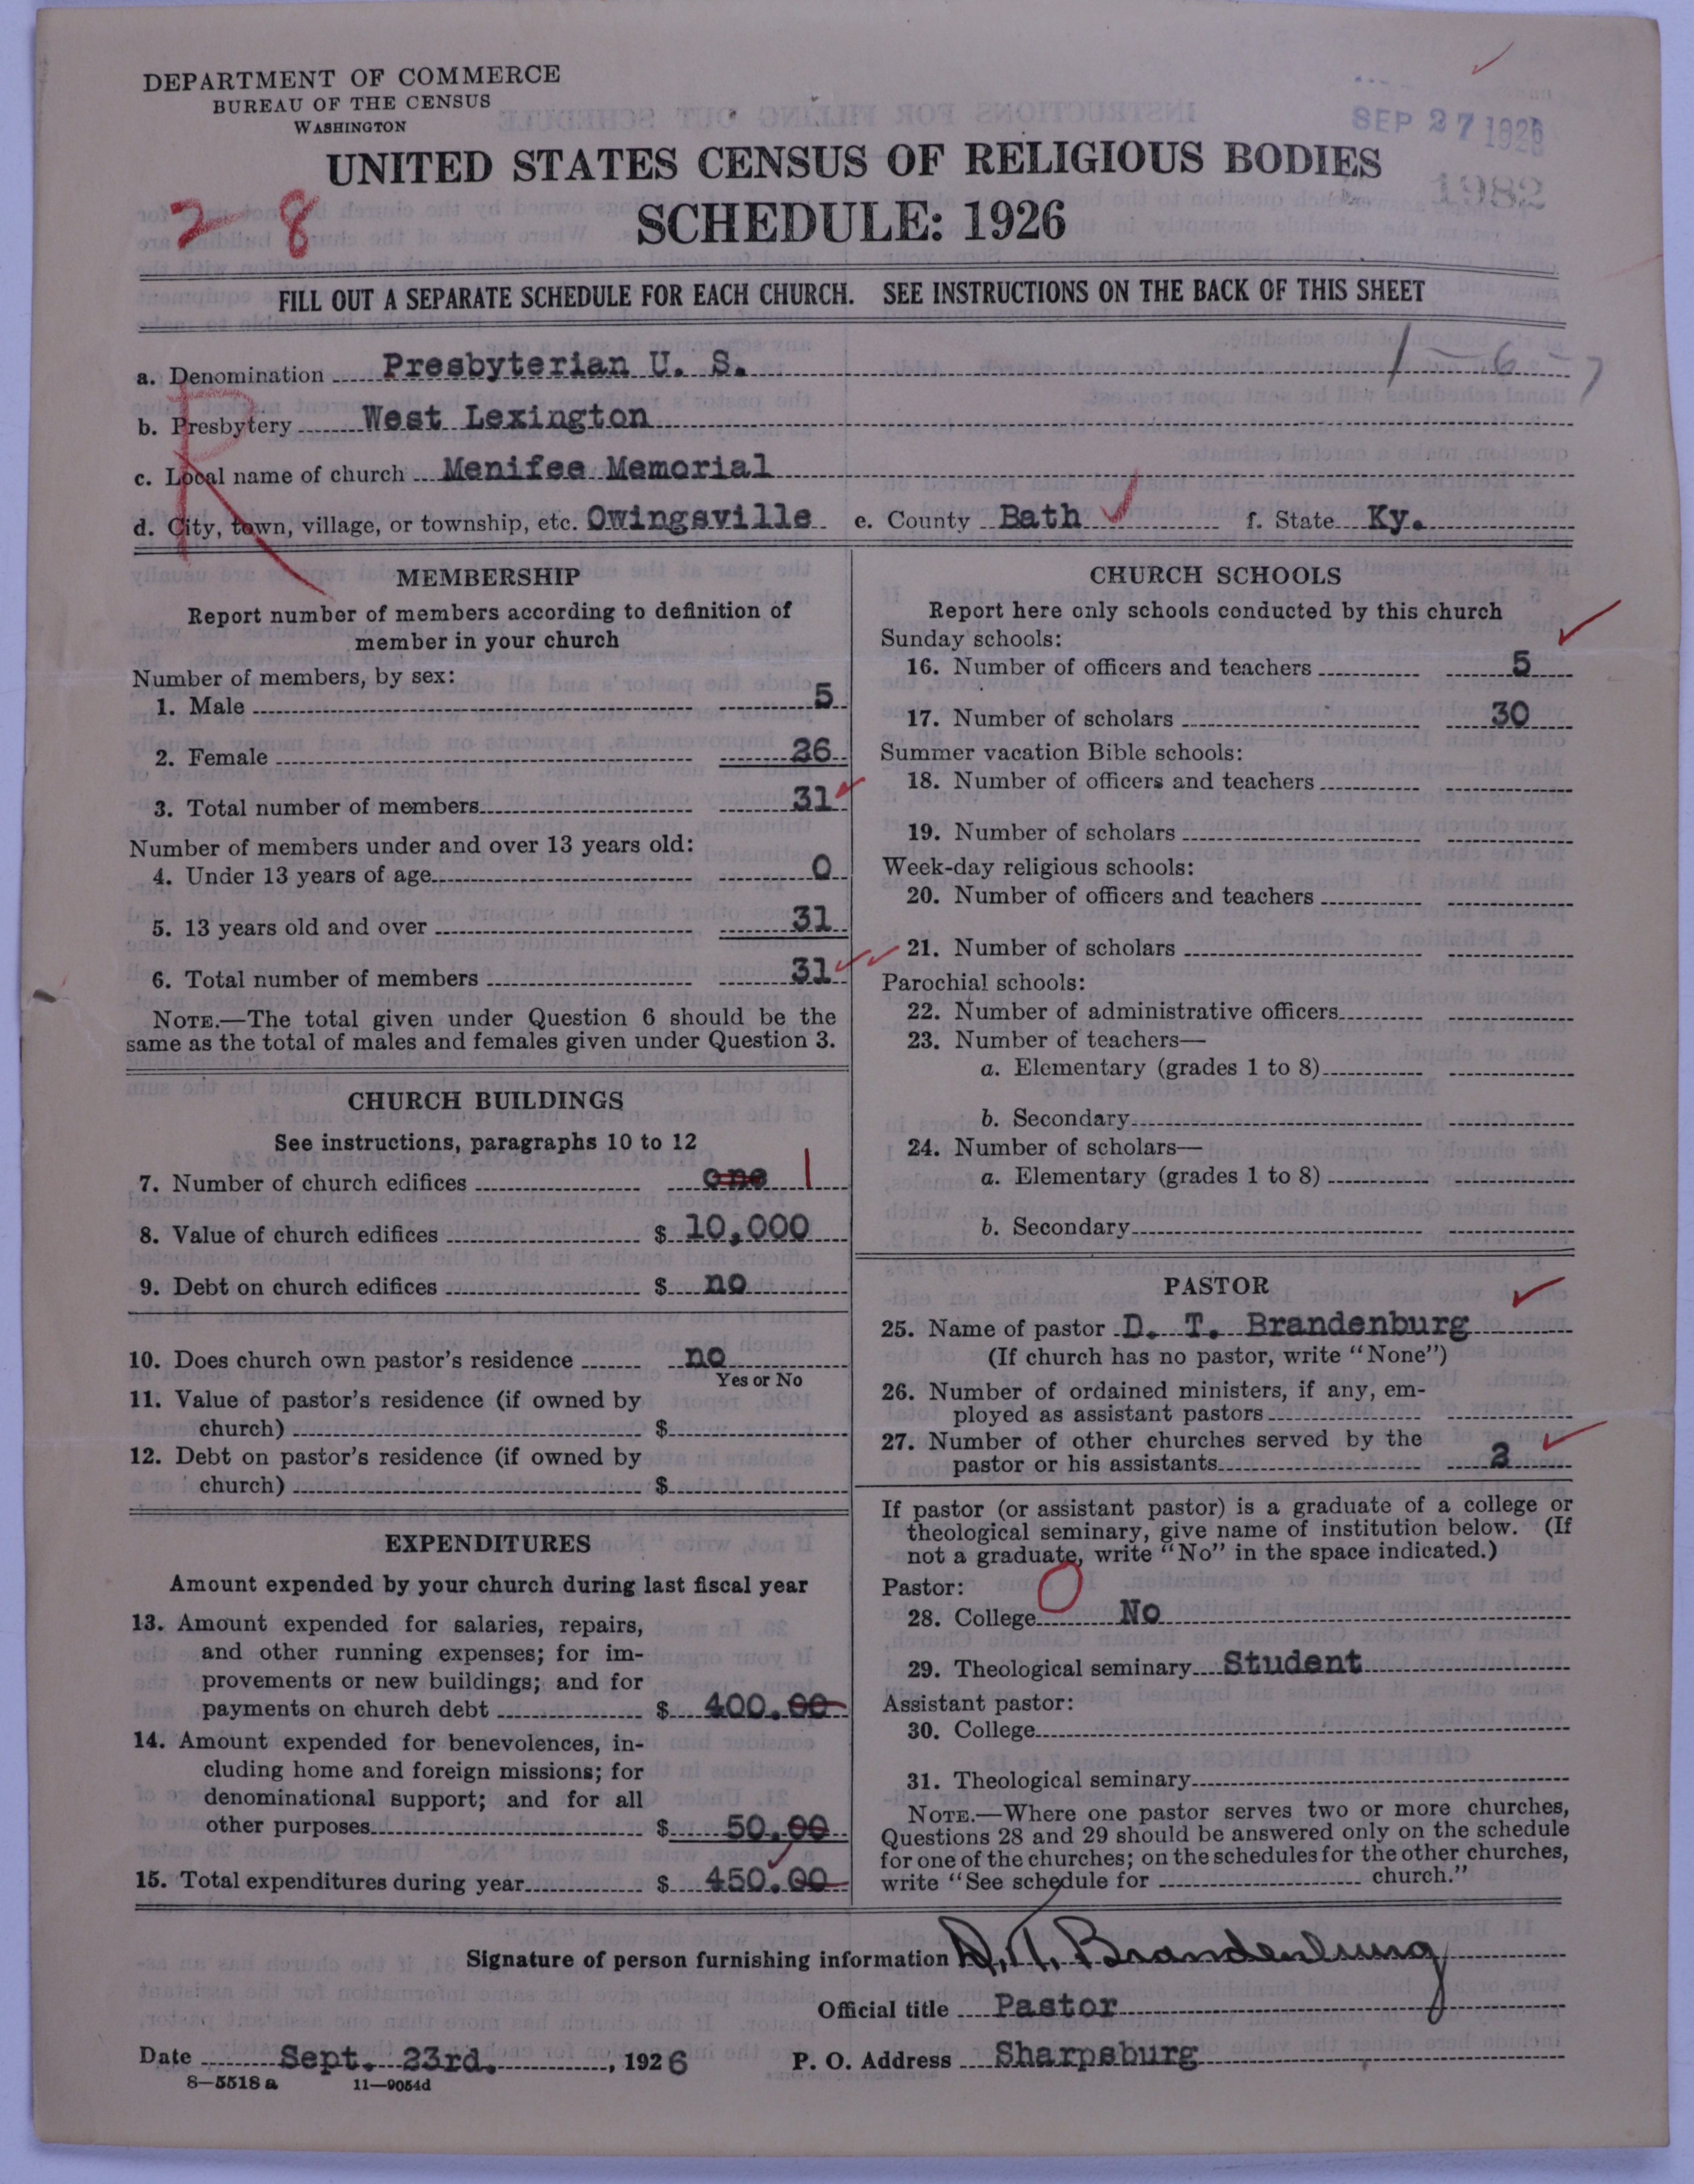 DEPARTMENT OF COMMERCE
BUREAU OF THE CENSUS
WASHINGTON
SEP 27 1926
1982
UNITED STATES CENSUS OF RELIGIOUS BODIES
2-8
SCHEDULE: 1926
FILL OUT A SEPARATE SCHEDULE FOR EACH CHURCH. SEE INSTRUCTIONS ON THE BACK OF THIS SHEET
1-6-7
a. Denomination Presbyterian U. S.
b. Presbytery West Lexington
c. Local name of church Menifee Memorial
d. City, town, village, or township, etc. Owingsville e. County Bath f. State Ky.
R
MEMBERSHIP
Report number of members according to definition of
member in your church
Number of members, by sex:
1. Male 5
2. Female 26
3. Total number of members 31
Number of members under and over 13 years old:
4. Under 13 years of age 0
5. 13 years old and over 31
6. Total number of members 31
NOTE.—The total given under Question 6 should be the
same as the total of males and females given under Question 3.
CHURCH BUILDINGS
See instructions, paragraphs 10 to 12
7. Number of church edifices one 1
8. Value of church edifices $ 10,000
9. Debt on church edifices $ no
10. Does church own pastor's residence no
Yes or No
11. Value of pastor's residence (if owned by
church) $
12. Debt on pastor's residence (if owned by
church) $
EXPENDITURES
Amount expended by your church during last fiscal year
13. Amount expended for salaries, repairs,
and other running expenses; for im-
provements or new buildings; and for
payments on church debt $ 400.00
14. Amount expended for benevolences, in-
cluding home and foreign missions; for
denominational support; and for all
other purposes $ 50.00
15. Total expenditures during year $ 450.00
CHURCH SCHOOLS
Report here only schools conducted by this church
Sunday schools:
16. Number of officers and teachers 5
17. Number of scholars 30
Summer vacation Bible schools:
18. Number of officers and teachers
19. Number of scholars
Week-day religious schools:
20. Number of officers and teachers
21. Number of scholars
Parochial schools:
22. Number of administrative officers
23. Number of teachers—
a. Elementary (grades 1 to 8)
b. Secondary
24. Number of scholars—
a. Elementary (grades 1 to 8)
b. Secondary
PASTOR
25. Name of pastor D. T. Brandenburg
(If church has no pastor, write "None")
26. Number of ordained ministers, if any, em-
ployed as assistant pastors
27. Number of other churches served by the
pastor or his assistants
If pastor (or assistant pastor) is a graduate of a college or
theological seminary, give name of institution below. (If
not a graduate, write "No" in the space indicated.)
Pastor:
28. College No
29. Theological seminary Student
Assistant pastor:
30. College
31. Theological seminary
NOTE.—Where one pastor serves two or more churches,
Questions 28 and 29 should be answered only on the schedule
for one of the churches; on the schedules for the other churches,
write "See schedule for church."
Signature of person furnishing information D. T. Brandenburg
Official title Pastor
Date Sept. 23rd., 1926 P. O. Address Sharpsburg
8—5518 a 11—9054d